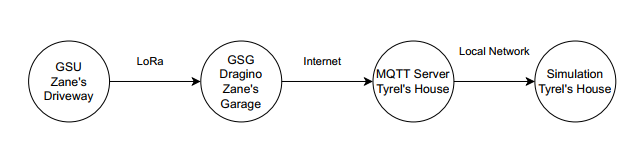 GSU
Zane's
Driveway
LoRa
GSG
Dragino
Zane's
Garage
Internet
MQTT Server
Tyrel's House
Local Network
Simulation
Tyrel's House